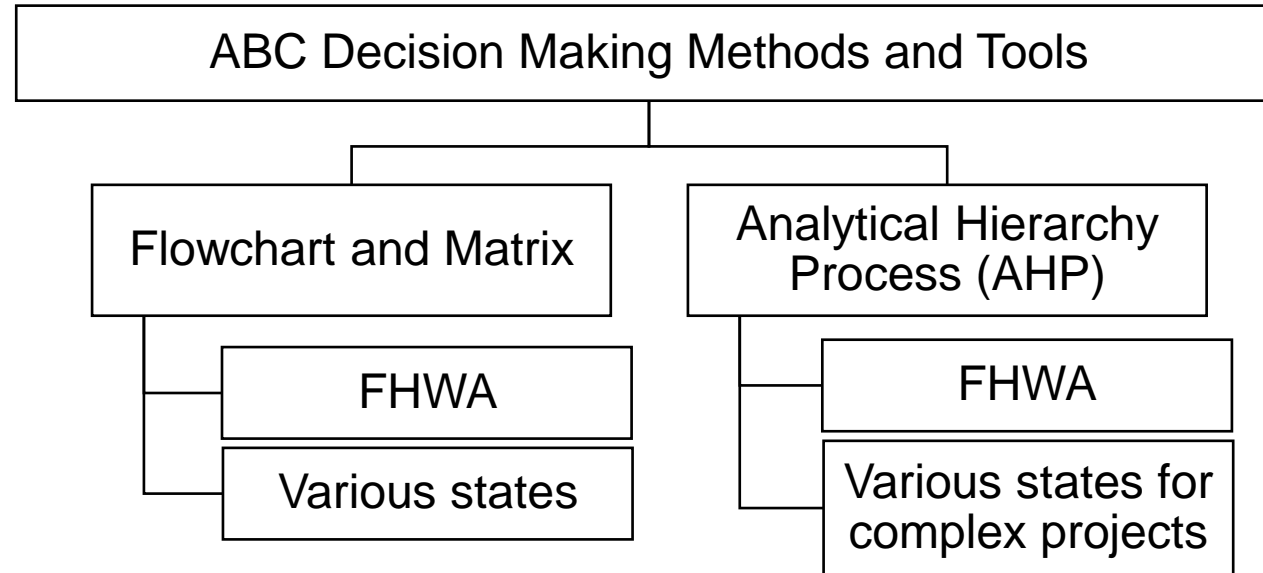 ABC Decision Making Methods and Tools
Flowchart and Matrix
Analytical Hierarchy
Process (AHP)
FHWA
FHWA
Various states
Various states for
complex projects